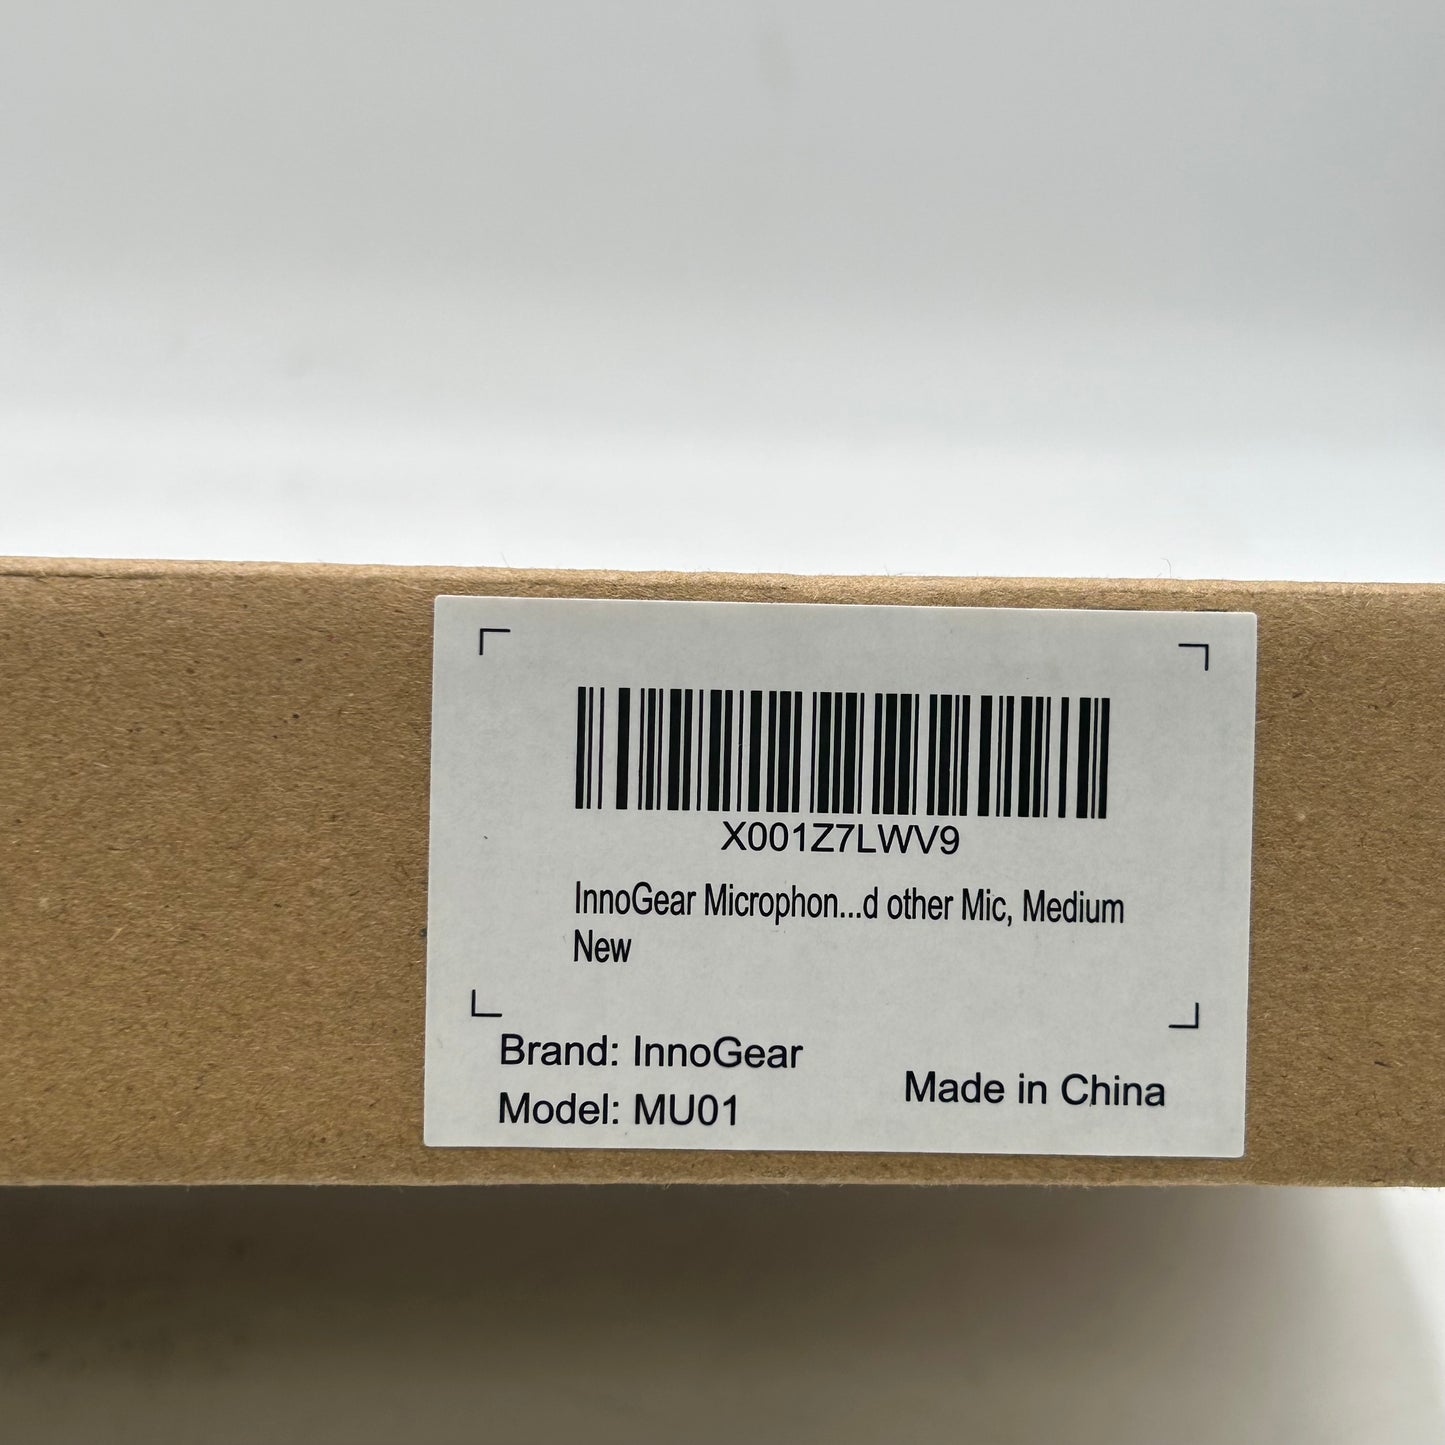 X001Z7LWV9
InnoGear Microphon...d other Mic, Medium
New
Brand: InnoGear
Model: MU01
Made in China